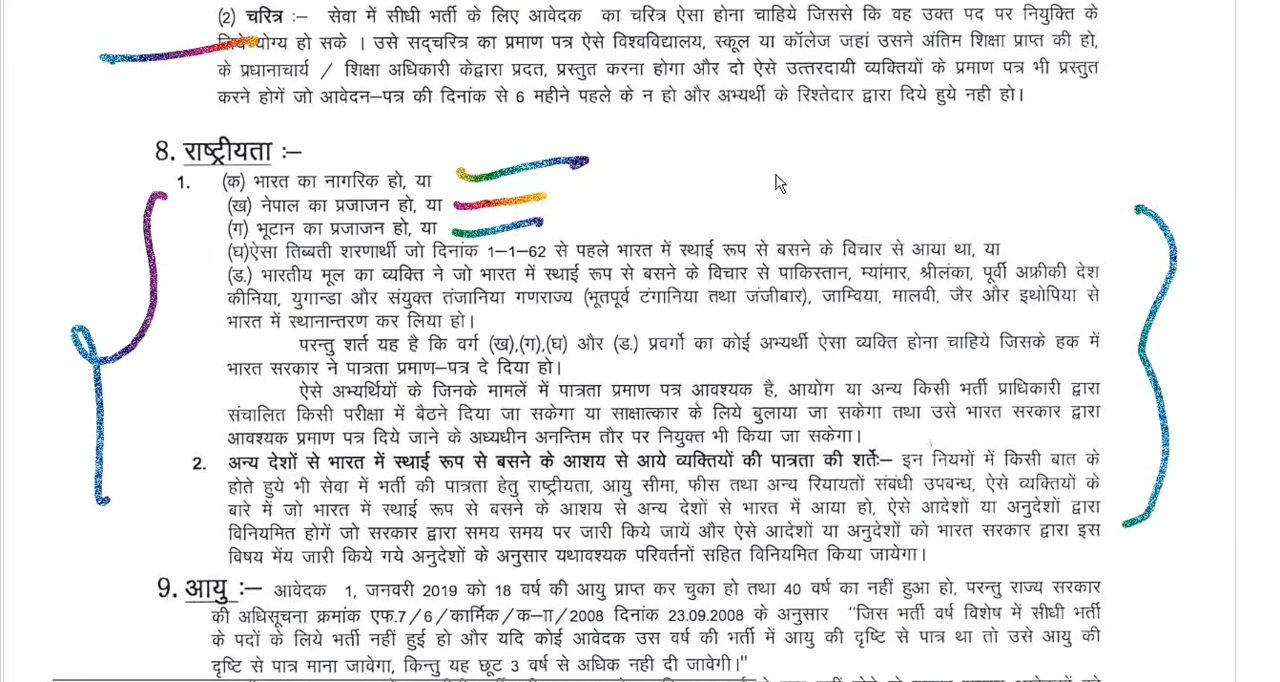 (2) चरित्र :– सेवा में सीधी भर्ती के लिए आवेदक का चरित्र ऐसा होना चाहिये जिससे कि वह उक्त पद पर नियुक्ति के
लिये योग्य हो सके । उसे सद्चरित्र का प्रमाण पत्र ऐसे विश्वविद्यालय, स्कूल या कॉलेज जहां उसने अंतिम शिक्षा प्राप्त की हो,
के प्रधानाचार्य / शिक्षा अधिकारी केद्वारा प्रदत, प्रस्तुत करना होगा और दो ऐसे उत्तरदायी व्यक्तियों के प्रमाण पत्र भी प्रस्तुत
करने होगें जो आवेदन–पत्र की दिनांक से 6 महीने पहले के न हो और अभ्यर्थी के रिश्तेदार द्वारा दिये हुये नही हो।
8. राष्ट्रीयता :–
1. (क) भारत का नागरिक हो, या
(ख) नेपाल का प्रजाजन हो, या
(ग) भूटान का प्रजाजन हो, या
(घ)ऐसा तिब्बती शरणार्थी जो दिनांक 1–1–62 से पहले भारत में स्थाई रूप से बसने के विचार से आया था, या
(ड.) भारतीय मूल का व्यक्ति ने जो भारत में स्थाई रूप से बसने के विचार से पाकिस्तान, म्यांमार, श्रीलंका, पूर्वी अफ्रीकी देश
कीनिया, युगान्डा और संयुक्त तंजानिया गणराज्य (भूतपूर्व टंगानिया तथा जंजीबार), जाम्विया, मालवी, जैर और इथोपिया से
भारत में स्थानान्तरण कर लिया हो।
परन्तु शर्त यह है कि वर्ग (ख),(ग),(घ) और (ड.) प्रवर्गो का कोई अभ्यर्थी ऐसा व्यक्ति होना चाहिये जिसके हक में
भारत सरकार ने पात्रता प्रमाण–पत्र दे दिया हो।
ऐसे अभ्यर्थियों के जिनके मामलें में पात्रता प्रमाण पत्र आवश्यक है, आयोग या अन्य किसी भर्ती प्राधिकारी द्वारा
संचालित किसी परीक्षा में बैठने दिया जा सकेगा या साक्षात्कार के लिये बुलाया जा सकेगा तथा उसे भारत सरकार द्वारा
आवश्यक प्रमाण पत्र दिये जाने के अध्यधीन अनन्तिम तौर पर नियुक्त भी किया जा सकेगा।
2. अन्य देशों से भारत में स्थाई रूप से बसने के आशय से आये व्यक्तियों की पात्रता की शर्तेः– इन नियमों में किसी बात के
होते हुये भी सेवा में भर्ती की पात्रता हेतु राष्ट्रीयता, आयु सीमा, फीस तथा अन्य रियायतों संबंधी उपबन्ध, ऐसे व्यक्तियों के
बारे में जो भारत में स्थाई रूप से बसने के आशय से अन्य देशों से भारत में आया हो, ऐसे आदेशों या अनुदेशों द्वारा
विनियमित होगें जो सरकार द्वारा समय समय पर जारी किये जायें और ऐसे आदेशों या अनुदेशों को भारत सरकार द्वारा इस
विषय मेंय जारी किये गये अनुदेशों के अनुसार यथावश्यक परिवर्तनों सहित विनियमित किया जायेगा।
9. आयु :– आवेदक 1, जनवरी 2019 को 18 वर्ष की आयु प्राप्त कर चुका हो तथा 40 वर्ष का नहीं हुआ हो, परन्तु राज्य सरकार
की अधिसूचना क्रमांक एफ.7/6/कार्मिक/क–II/2008 दिनांक 23.09.2008 के अनुसार "जिस भर्ती वर्ष विशेष में सीधी भर्ती
के पदों के लिये भर्ती नहीं हुई हो और यदि कोई आवेदक उस वर्ष की भर्ती में आयु की दृष्टि से पात्र था तो उसे आयु की
दृष्टि से पात्र माना जावेगा, किन्तु यह छूट 3 वर्ष से अधिक नही दी जावेगी।"